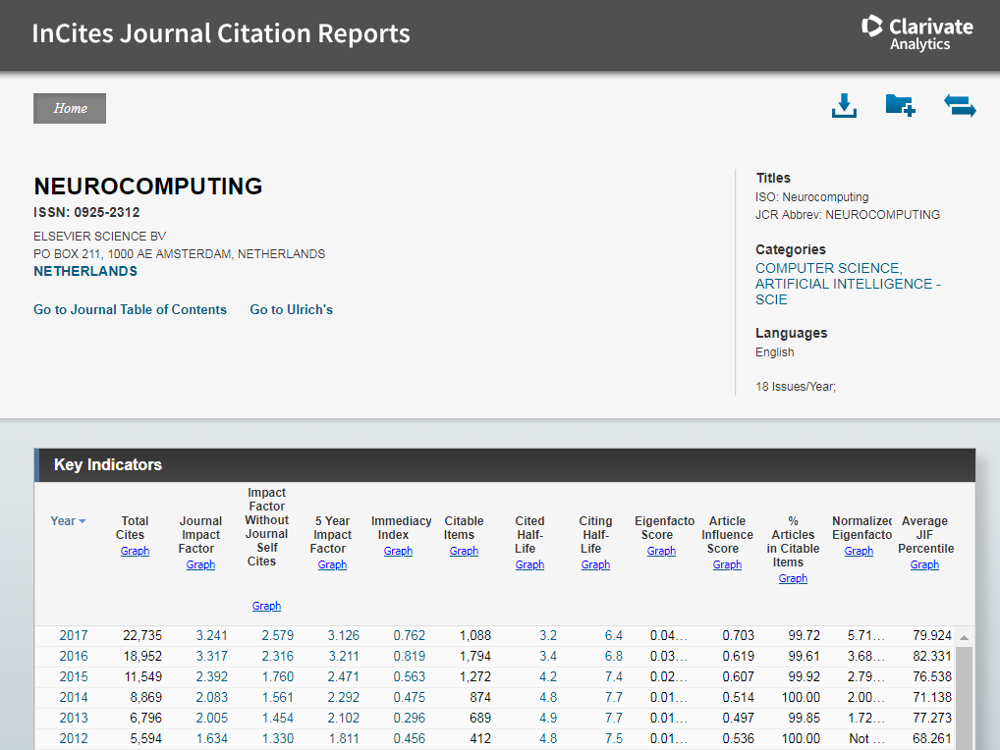 InCites Journal Citation Reports
Clarivate
Analytics
Home
NEUROCOMPUTING
ISSN: 0925-2312
ELSEVIER SCIENCE BV
PO BOX 211, 1000 AE AMSTERDAM, NETHERLANDS
NETHERLANDS
Go to Journal Table of Contents Go to Ulrich's
Titles
ISO: Neurocomputing
JCR Abbrev: NEUROCOMPUTING
Categories
COMPUTER SCIENCE,
ARTIFICIAL INTELLIGENCE -
SCIE
Languages
English
18 Issues/Year;
Key Indicators
Year
Total
Cites
Graph
Journal
Impact
Factor
Graph
Impact
Factor
Without
Journal
Self
Cites
Graph
5 Year
Impact
Factor
Graph
Immediacy
Index
Graph
Citable
Items
Graph
Cited
Half-
Life
Graph
Citing
Half-
Life
Graph
Eigenfacto
Score
Graph
Article
Influence
Score
Graph
%
Articles
in Citable
Items
Graph
Normalized
Eigenfacto
Graph
Average
JIF
Percentile
Graph
2017 22,735 3.241 2.579 3.126 0.762 1,088 3.2 6.4 0.04... 0.703 99.72 5.71... 79.924
2016 18,952 3.317 2.316 3.211 0.819 1,794 3.4 6.8 0.03... 0.619 99.61 3.68... 82.331
2015 11,549 2.392 1.760 2.471 0.563 1,272 4.2 7.4 0.02... 0.607 99.92 2.79... 76.538
2014 8,869 2.083 1.561 2.292 0.475 874 4.8 7.7 0.01... 0.514 100.00 2.00... 71.138
2013 6,796 2.005 1.454 2.102 0.296 689 4.9 7.7 0.01... 0.497 99.85 1.72... 77.273
2012 5,594 1.634 1.330 1.811 0.456 412 4.8 7.5 0.01... 0.536 100.00 Not ... 68.261